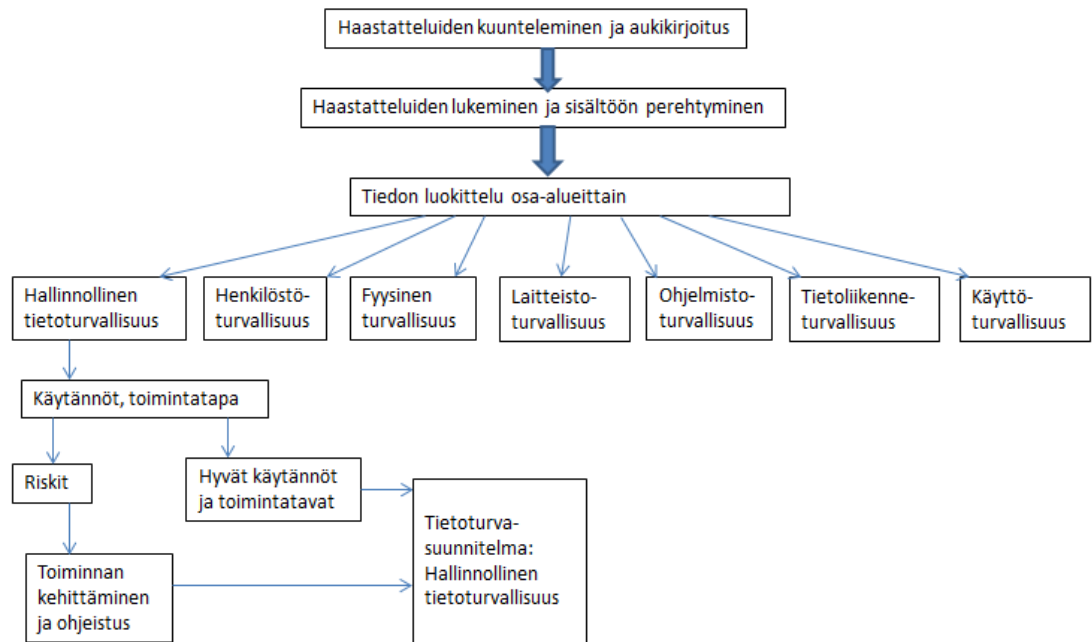 Haastatteluiden kuunteleminen ja aukikirjoitus
Haastatteluiden lukeminen ja sisältöön perehtyminen
Tiedon luokittelu osa-alueittain
Hallinnollinen
tietoturvallisuus
Henkilöstö-
turvallisuus
Fyysinen
turvallisuus
Laitteisto-
turvallisuus
Ohjelmisto-
turvallisuus
Tietoliikenne-
turvallisuus
Käyttö-
turvallisuus
Käytännöt, toimintatapa
Riskit
Hyvät käytännöt
ja toimintatavat
Toiminnan
kehittäminen
ja ohjeistus
Tietoturva-
suunnitelma:
Hallinnollinen
tietoturvallisuus